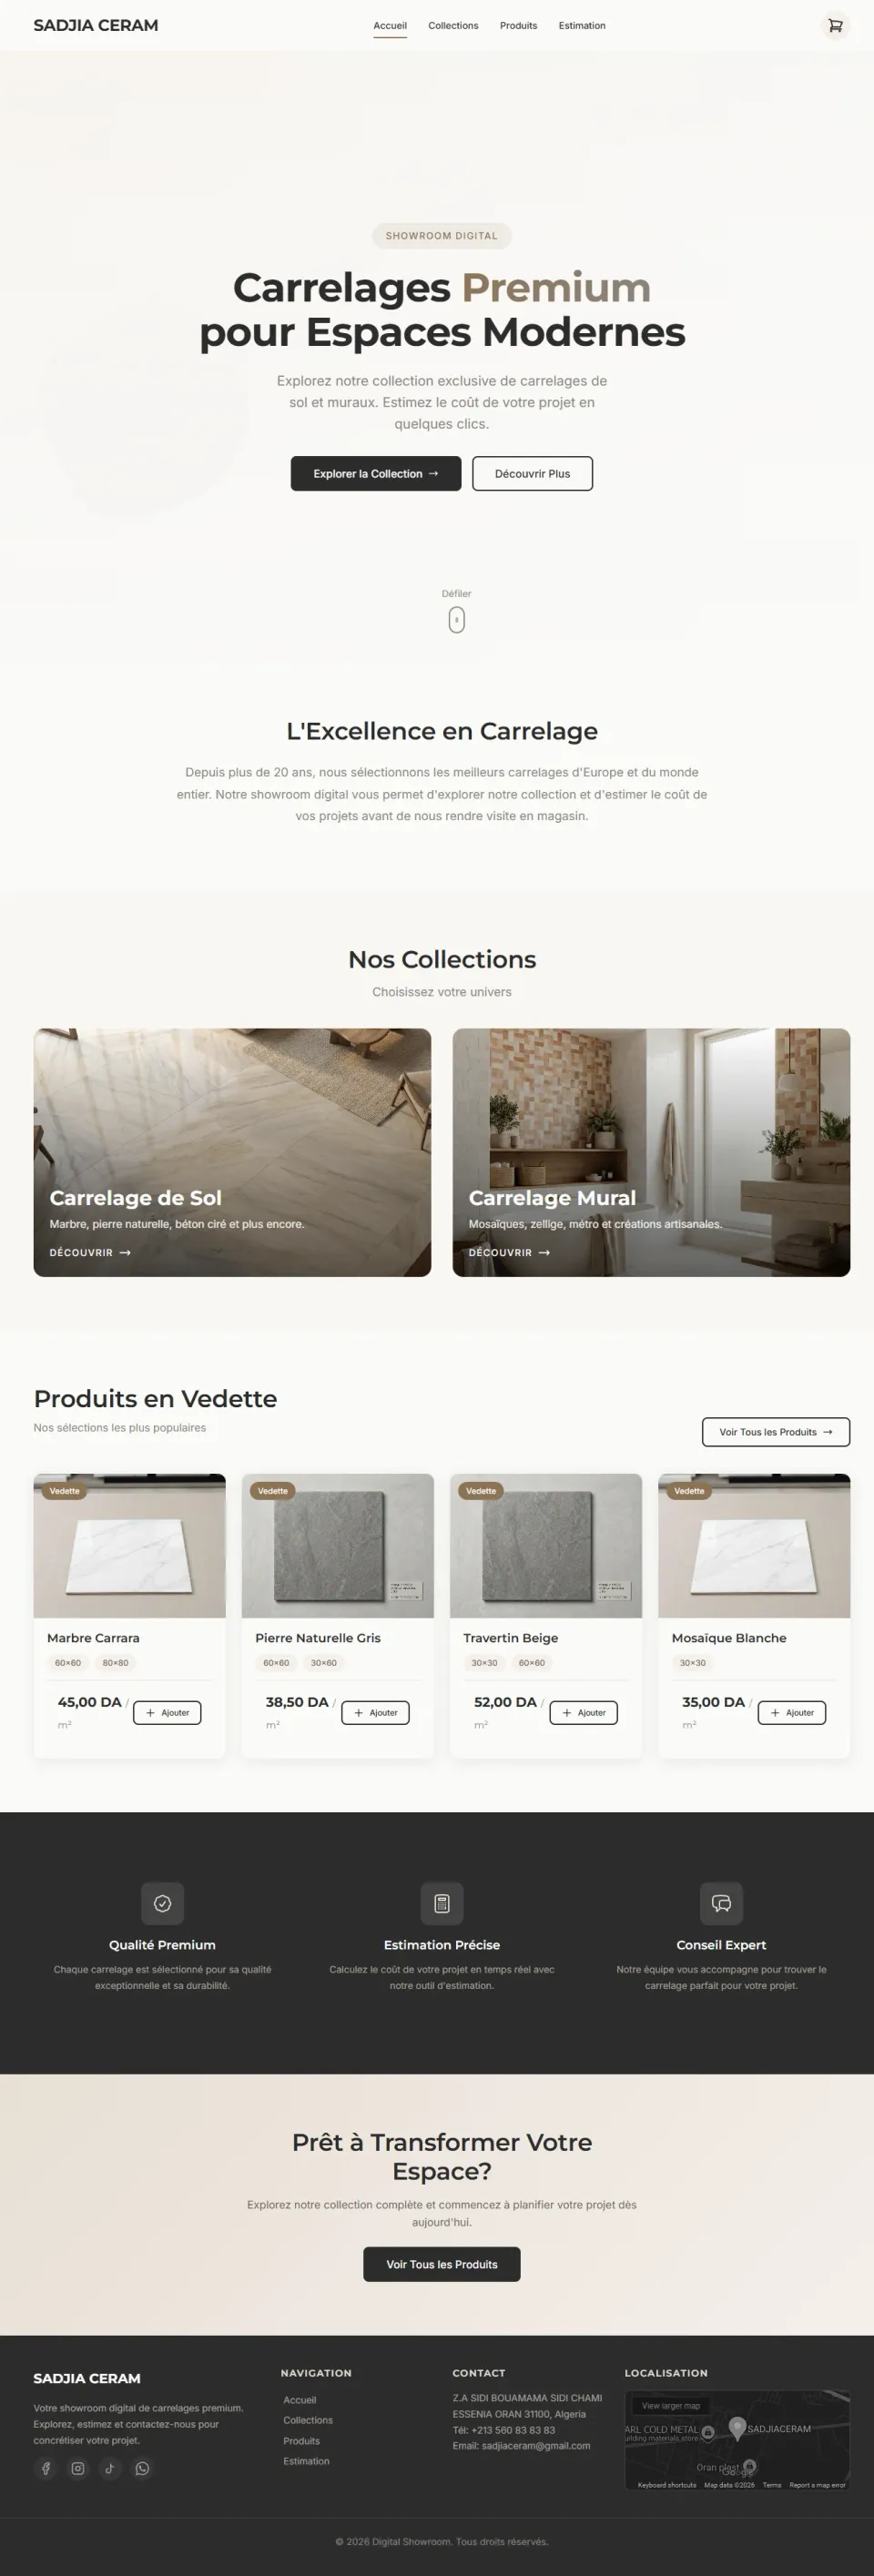 SADJIA CERAM
Accueil
Collections
Produits
Estimation
SHOWROOM DIGITAL
Carrelages Premium
pour Espaces Modernes
Explorez notre collection exclusive de carrelages de
sol et muraux. Estimez le coût de votre projet en
quelques clics.
Explorer la Collection →
Découvrir Plus
Défiler
L'Excellence en Carrelage
Depuis plus de 20 ans, nous sélectionnons les meilleurs carrelages d'Europe et du monde
entier. Notre showroom digital vous permet d'explorer notre collection et d'estimer le coût de
vos projets avant de nous rendre visite en magasin.
Nos Collections
Choisissez votre univers
Carrelage de Sol
Marbre, pierre naturelle, béton ciré et plus encore.
DÉCOUVRIR →
Carrelage Mural
Mosaïques, zellige, métro et créations artisanales.
DÉCOUVRIR →
Produits en Vedette
Nos sélections les plus populaires
Voir Tous les Produits →
Vedette
Marbre Carrara
60×60
80×80
45,00 DA /
m²
+ Ajouter
Vedette
Pierre Naturelle Gris
60×60
30×60
38,50 DA /
m²
+ Ajouter
Vedette
Travertin Beige
30×30
60×60
52,00 DA /
m²
+ Ajouter
Vedette
Mosaïque Blanche
30×30
35,00 DA /
m²
+ Ajouter
Qualité Premium
Chaque carrelage est sélectionné pour sa qualité
exceptionnelle et sa durabilité.
Estimation Précise
Calculez le coût de votre projet en temps réel avec
notre outil d'estimation.
Conseil Expert
Notre équipe vous accompagne pour trouver le
carrelage parfait pour votre projet.
Prêt à Transformer Votre
Espace?
Explorez notre collection complète et commencez à planifier votre projet dès
aujourd'hui.
Voir Tous les Produits
SADJIA CERAM
Votre showroom digital de carrelages premium.
Explorez, estimez et contactez-nous pour
concrétiser votre projet.
NAVIGATION
Accueil
Collections
Produits
Estimation
CONTACT
Z.A SIDI BOUAMAMA SIDI CHAMI
ESSENIA ORAN 31100, Algeria
Tél: +213 560 83 83 83
Email: sadjiaceram@gmail.com
LOCALISATION
View larger map
ARL COLD METAL
uilding materials store
SADJIACERAM
Oran plast
Google
Keyboard shortcuts
Map data ©2026
Terms
Report a map error
© 2026 Digital Showroom. Tous droits réservés.